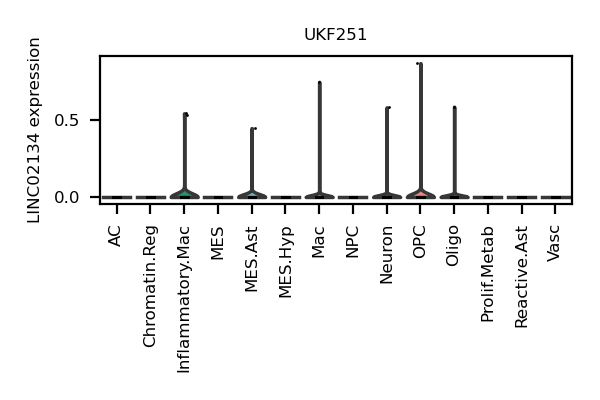 UKF251
LINC02134 expression
0.5
0.0
AC
Chromatin.Reg
Inflammatory.Mac
MES
MES.Ast
MES.Hyp
Mac
NPC
Neuron
OPC
Oligo
Prolif.Metab
Reactive.Ast
Vasc